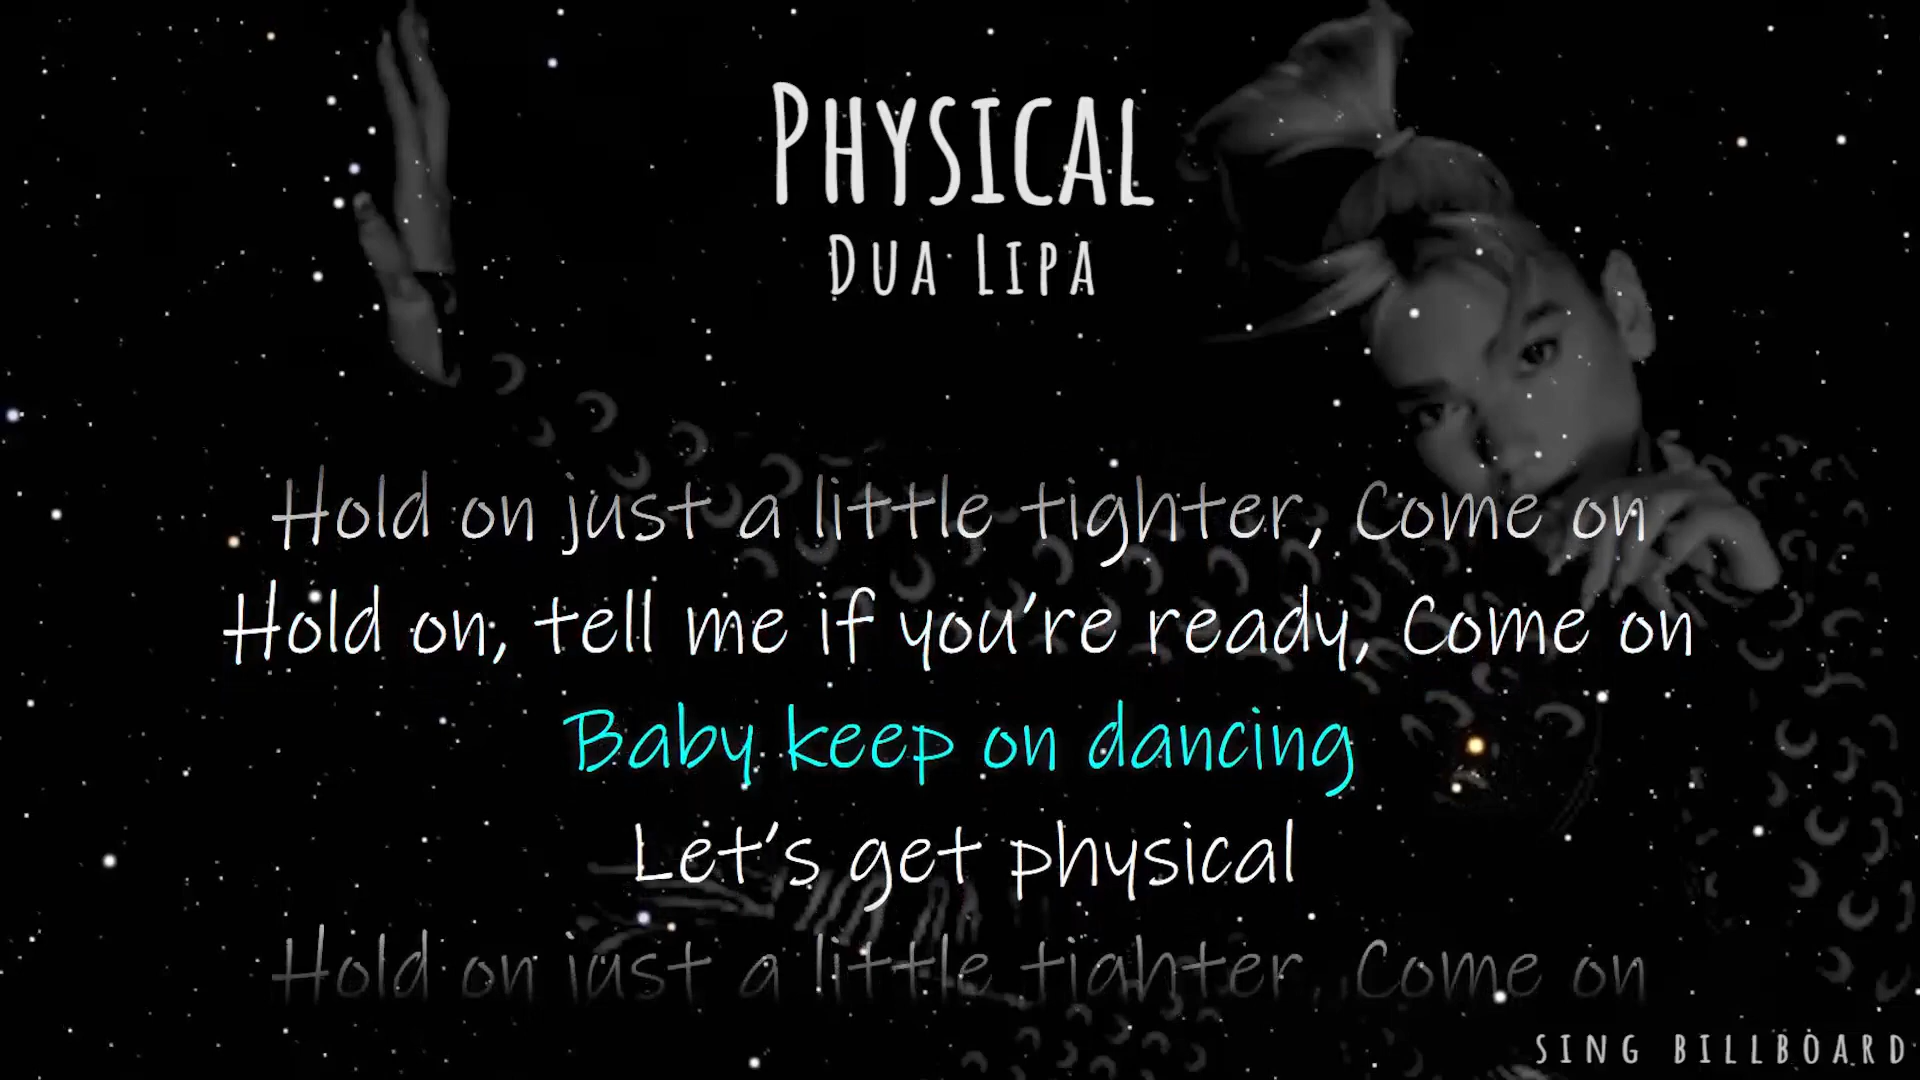 PHYSICAL
DUA LIPA
Hold on just a little tighter, Come on
Hold on, tell me if you're ready, Come on
Baby keep on dancing
Let's get physical
Hold on just a little tighter, Come on
SING BILLBOARD